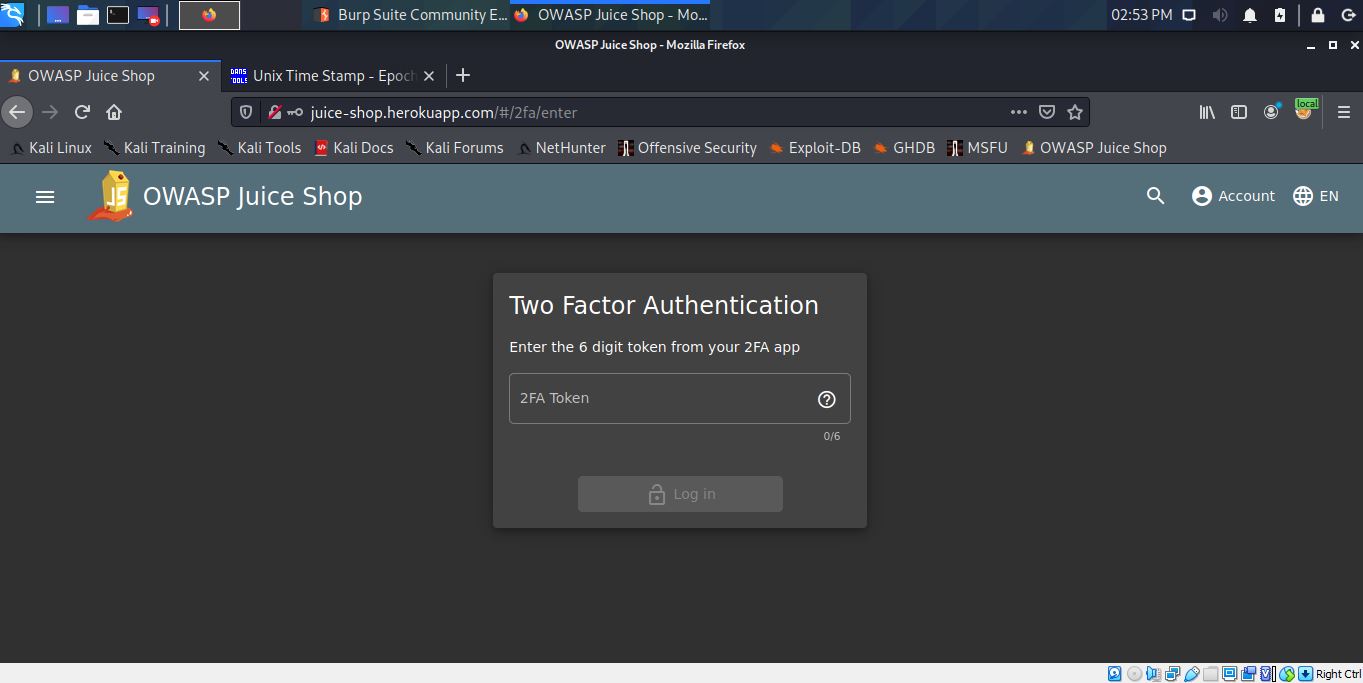 Burp Suite Community E...
OWASP Juice Shop - Mo...
02:53 PM
OWASP Juice Shop - Mozilla Firefox
OWASP Juice Shop
DANS TOOLS
Unix Time Stamp - Epoch
juice-shop.herokuapp.com/#/2fa/enter
local
Kali Linux
Kali Training
Kali Tools
Kali Docs
Kali Forums
NetHunter
Offensive Security
Exploit-DB
GHDB
MSFU
OWASP Juice Shop
JS
OWASP Juice Shop
Account
EN
Two Factor Authentication
Enter the 6 digit token from your 2FA app
2FA Token
0/6
Log in
Right Ctrl